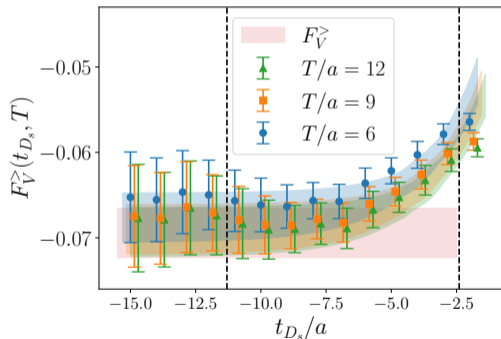 F_V^>(t_{D_s}, T)
−0.05
−0.06
−0.07
F_V^>
T/a = 12
T/a = 9
T/a = 6
−15.0 −12.5 −10.0 −7.5 −5.0 −2.5
t_{D_s}/a